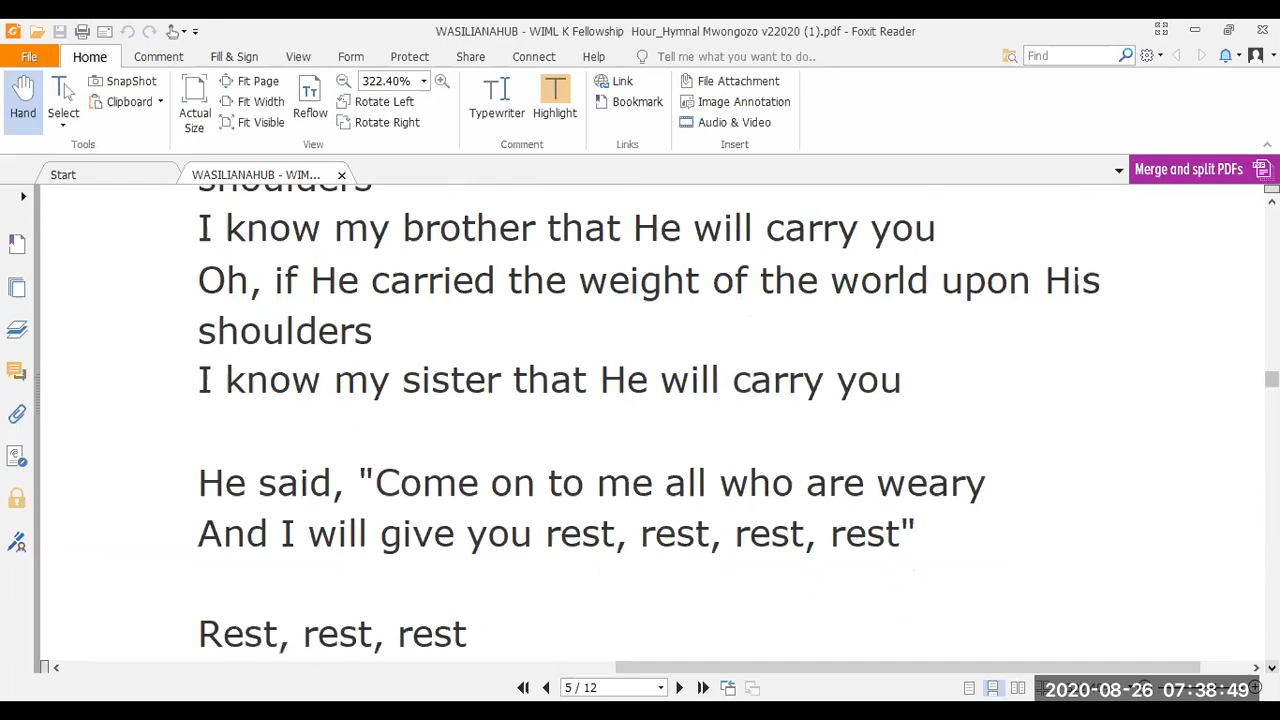 WASILIANAHUB - WIML K Fellowship Hour_Hymnal Mwongozo v22020 (1).pdf - Foxit Reader
File Home Comment Fill & Sign View Form Protect Share Connect Help Tell me what you want to do.. Find
Hand Select SnapShot Clipboard Actual Size Fit Page Fit Width Fit Visible Reflow 322.40% Rotate Left Rotate Right Typewriter Highlight Link Bookmark File Attachment Image Annotation Audio & Video
Tools View Comment Links Insert
Start WASILIANAHUB - WIM... Merge and split PDFs
shoulders
I know my brother that He will carry you
Oh, if He carried the weight of the world upon His
shoulders
I know my sister that He will carry you
He said, "Come on to me all who are weary
And I will give you rest, rest, rest, rest"
Rest, rest, rest
5 / 12
2020-08-26 07:38:49